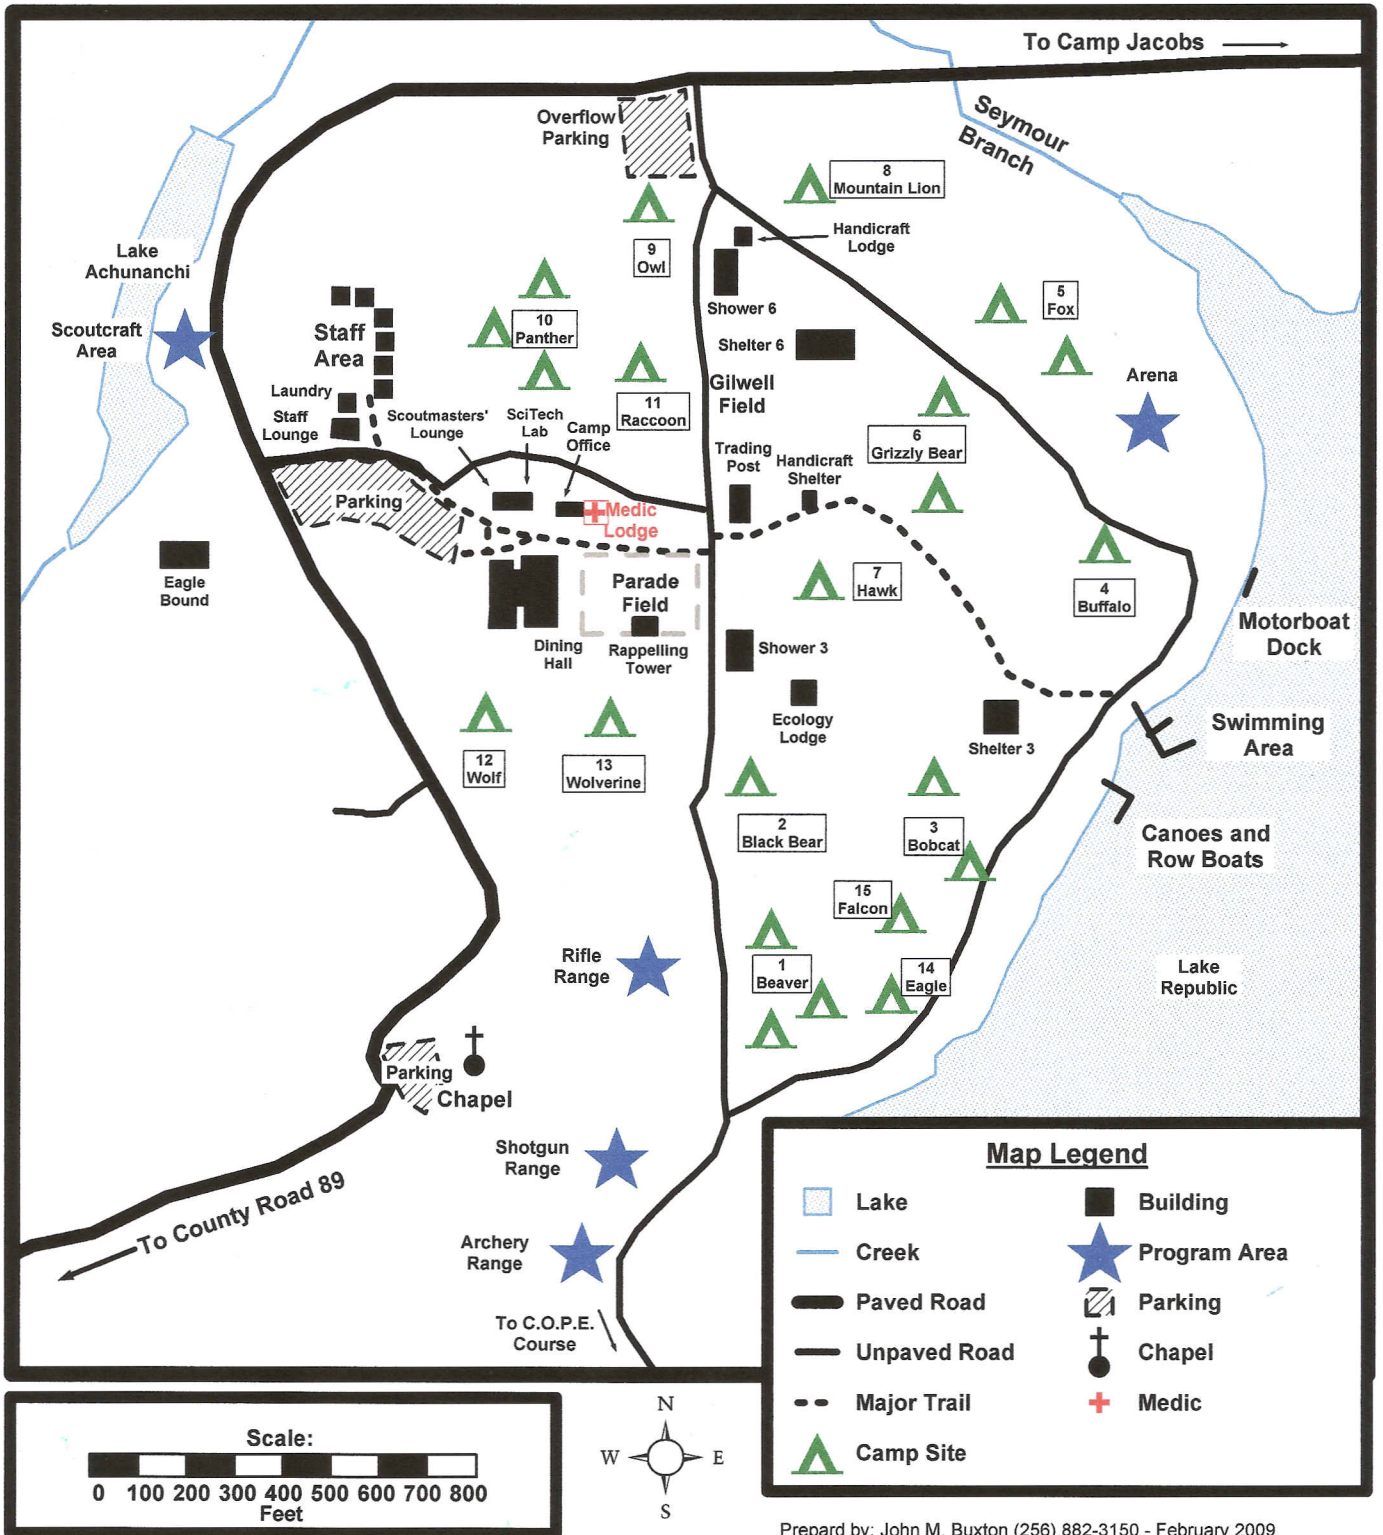 To Camp Jacobs
Overflow
Parking
Seymour
Branch
8
Mountain Lion
Handicraft
Lodge
9
Owl
Lake
Achunanchi
Shower 6
5
Fox
Scoutcraft
Area
Staff
Area
10
Panther
Shelter 6
Gilwell
Field
Arena
Laundry
Staff
Lounge
Scoutmasters'
Lounge
SciTech
Lab
Camp
Office
11
Raccoon
6
Grizzly Bear
Trading
Post
Handicraft
Shelter
Parking
Medic
Lodge
Eagle
Bound
Parade
Field
7
Hawk
4
Buffalo
Motorboat
Dock
Dining
Hall
Rappelling
Tower
Shower 3
Ecology
Lodge
Shelter 3
Swimming
Area
12
Wolf
13
Wolverine
2
Black Bear
3
Bobcat
Canoes and
Row Boats
15
Falcon
Rifle
Range
1
Beaver
14
Eagle
Lake
Republic
Parking
Chapel
Shotgun
Range
To County Road 89
Archery
Range
To C.O.P.E.
Course
Map Legend
Lake
Creek
Paved Road
Unpaved Road
Major Trail
Camp Site
Building
Program Area
Parking
Chapel
Medic
Scale:
0 100 200 300 400 500 600 700 800
Feet
N
W
E
S
Prepard by: John M. Buxton (256) 882-3150 - February 2009